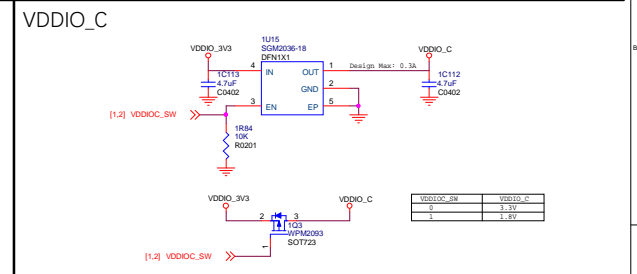 VDDIO_C
1U15
VDDIO_3V3
SGM2036-18
VDDIO_C
DFN1X1
4
IN
OUT
1
Design Max: 0.3A
1C113
4.7uF
C0402
GND
2
1C112
4.7uF
C0402
3
EN
EP
5
[1,2] VDDIOC_SW
1R84
10K
R0201
VDDIO_3V3
VDDIO_C
2
3
1Q3
WPM2093
SOT723
1
[1,2] VDDIOC_SW
VDDIOC_SW VDDIO_C
0 3.3V
1 1.8V
B